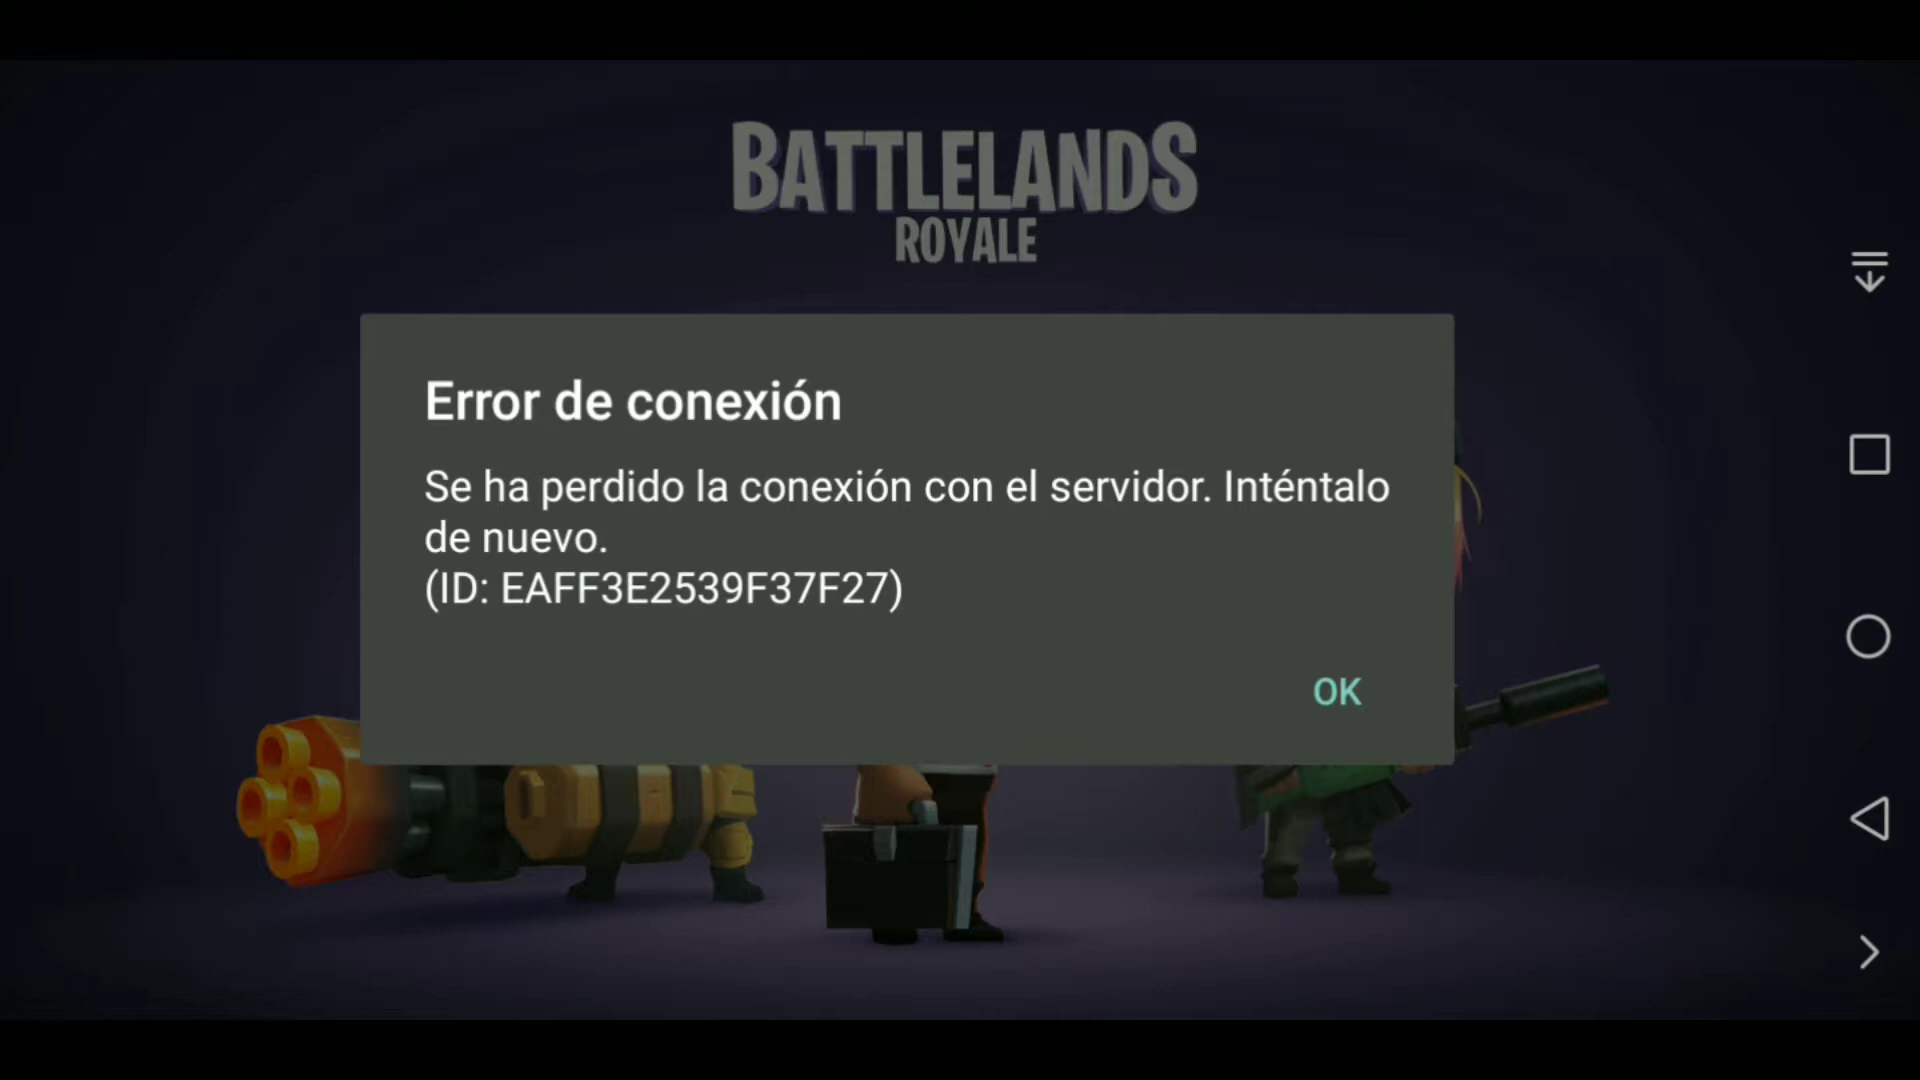 BATTLELANDS
ROYALE
Error de conexión
Se ha perdido la conexión con el servidor. Inténtalo
de nuevo.
(ID: EAFF3E2539F37F27)
OK